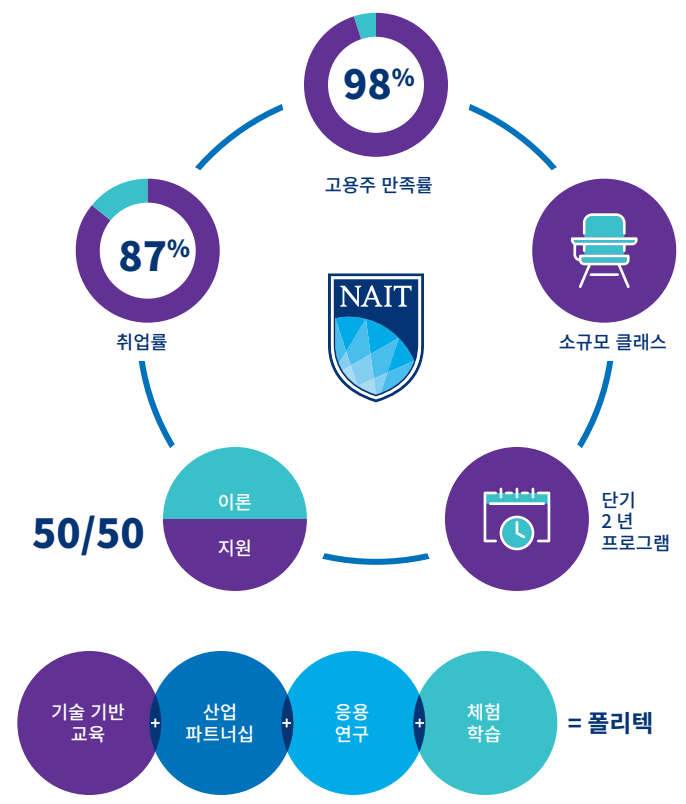 98%
고용주 만족률
87%
취업률
NAIT
소규모 클래스
50/50
이론
지원
단기
2 년
프로그램
기술 기반
교육
+
산업
파트너십
+
응용
연구
+
체험
학습
= 폴리텍